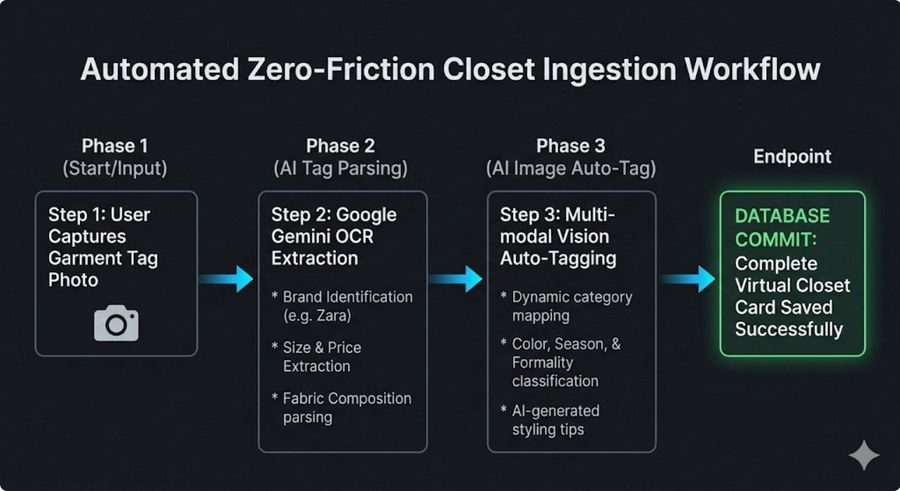 Automated Zero-Friction Closet Ingestion Workflow
Phase 1
(Start/Input)
Step 1: User
Captures
Garment Tag
Photo
Phase 2
(AI Tag Parsing)
Step 2: Google
Gemini OCR
Extraction
* Brand Identification
(e.g. Zara)
* Size & Price
Extraction
* Fabric Composition
parsing
Phase 3
(AI Image Auto-Tag)
Step 3: Multi-
modal Vision
Auto-Tagging
* Dynamic category
mapping
* Color, Season, &
Formality
classification
* AI-generated
styling tips
Endpoint
DATABASE
COMMIT:
Complete
Virtual Closet
Card Saved
Successfully